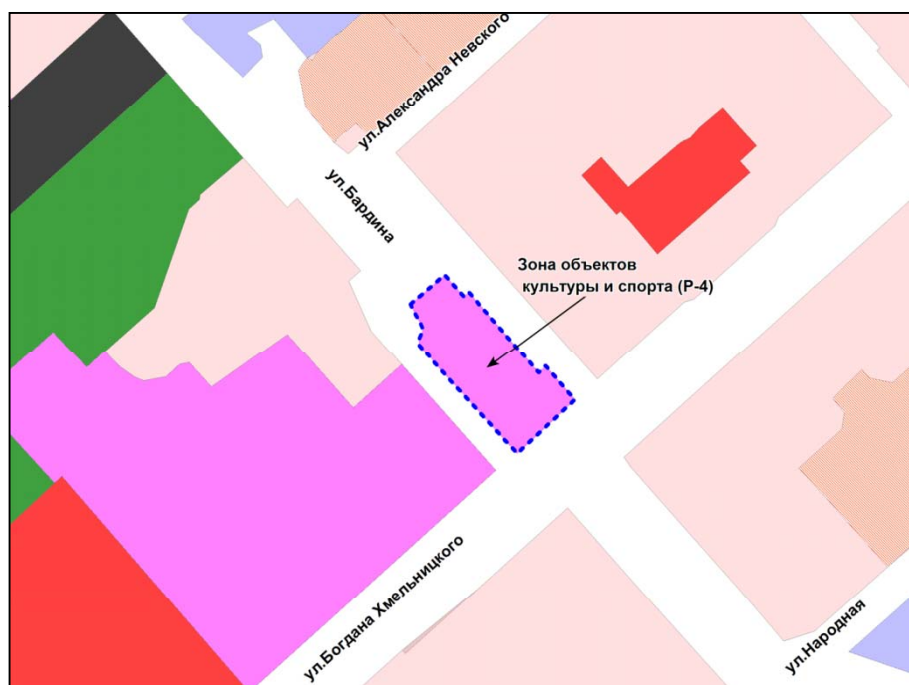 ул.Александра Невского
ул.Бардина
Зона объектов
культуры и спорта (Р-4)
ул.Богдана Хмельницкого
ул.Народная